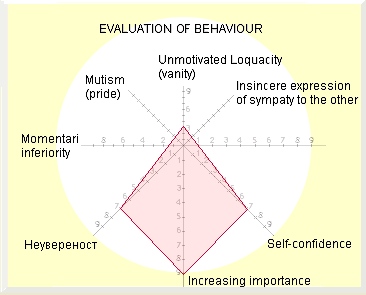 EVALUATION OF BEHAVIOUR
Unmotivated Loquacity
(vanity)
Mutism
(pride)
Insincere expression
of sympaty to the other
Momentari
inferiority
Неувереност
Self-confidence
Increasing importance